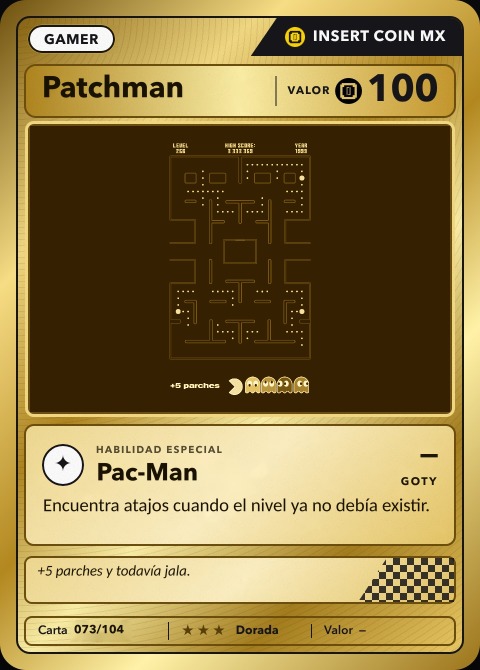 GAMER
INSERT COIN MX
Patchman
VALOR 100
LEVEL HIGH SCORE: YEAR
256 3 333 360 1999
+5 parches
HABILIDAD ESPECIAL
Pac-Man
—
GOTY
Encuentra atajos cuando el nivel ya no debía existir.
+5 parches y todavía jala.
Carta 073/104 ★★★ Dorada Valor —